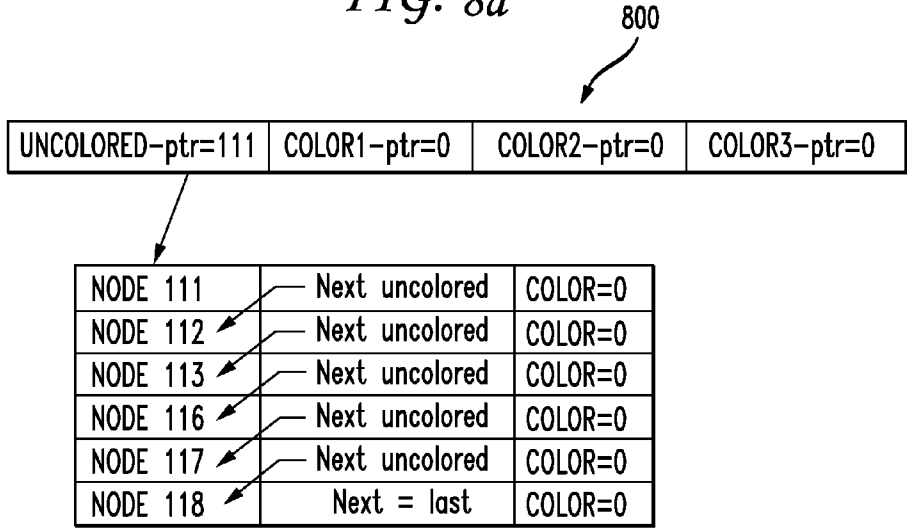 FIG. 8a
800
UNCOLORED-ptr=111 COLOR1-ptr=0 COLOR2-ptr=0 COLOR3-ptr=0
NODE 111 Next uncolored COLOR=0
NODE 112 Next uncolored COLOR=0
NODE 113 Next uncolored COLOR=0
NODE 116 Next uncolored COLOR=0
NODE 117 Next uncolored COLOR=0
NODE 118 Next = last COLOR=0